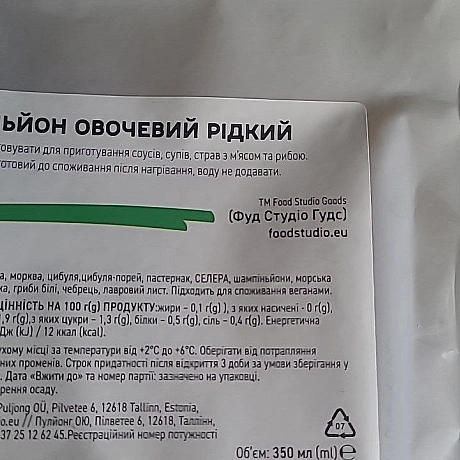 ЬЙОН ОВОЧЕВИЙ РІДКИЙ
овувати для приготування соусів, супів, страв з м'ясом та рибою.
отовий до споживання після нагрівання, воду не додавати.
TM Food Studio Goods
(Фуд Студіо Гудс)
foodstudio.eu
а, морква, цибуля,цибуля-порей, пастернак, СЕЛЕРА, шампіньйони, морська
ка, гриби білі, чебрець, лавровий лист. Підходить для споживання веганами.
ЦІННІСТЬ НА 100 г(g) ПРОДУКТУ:жири – 0,1 г(g) ), з яких насичені - 0 г(g),
1,9 г(g),з яких цукри – 1,3 г(g), білки – 0,5 г(g), сіль – 0,4 г(g). Енергетична
Дж (kJ) / 12 ккал (kcal).
ухому місці за температури від +2°С до +6°С. Оберігати від потрапляння
чних променів. Строк придатності після відкриття 3 доби за умови зберігання у
. Дата «Вжити до» та номер партії: зазначено на упаковці.
орення осаду.
Puljong OÜ, Pilvetee 6, 12618 Tallinn, Estonia,
o.eu // Пулйонг ОЮ, Пілветее 6, 12618, Таллінн,
37 25 12 62 45.Реєстраційний номер потужності
07
Об'єм: 350 мл (ml) ℮